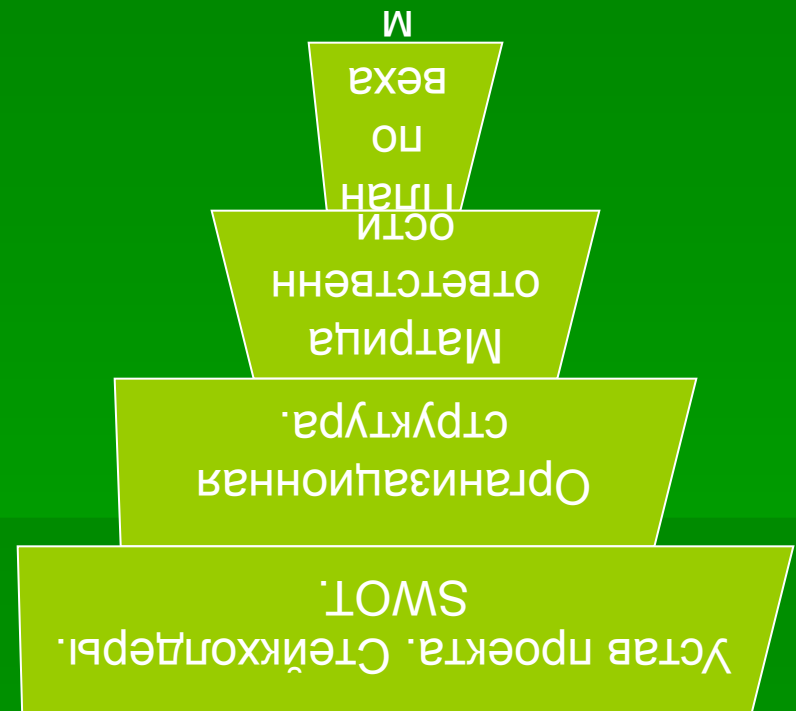 Устав проекта. Стейкхолдеры.
SWOT.
Организационная
структура.
Матрица
ответственн
ости
План
по
веха
м